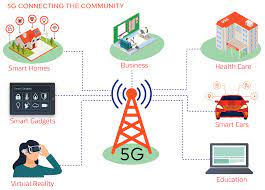 5G CONNECTING THE COMMUNITY
Smart Homes
Business
Health Care
Smart Gadgets
5G
Smart Cars
Virtual Reality
Education